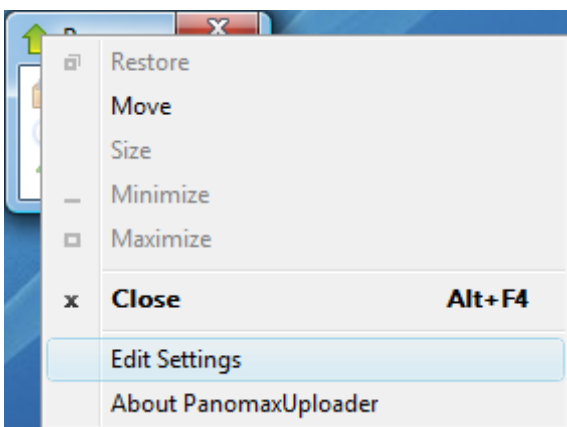 Restore
Move
Size
Minimize
Maximize
Close Alt+F4
Edit Settings
About PanomaxUploader